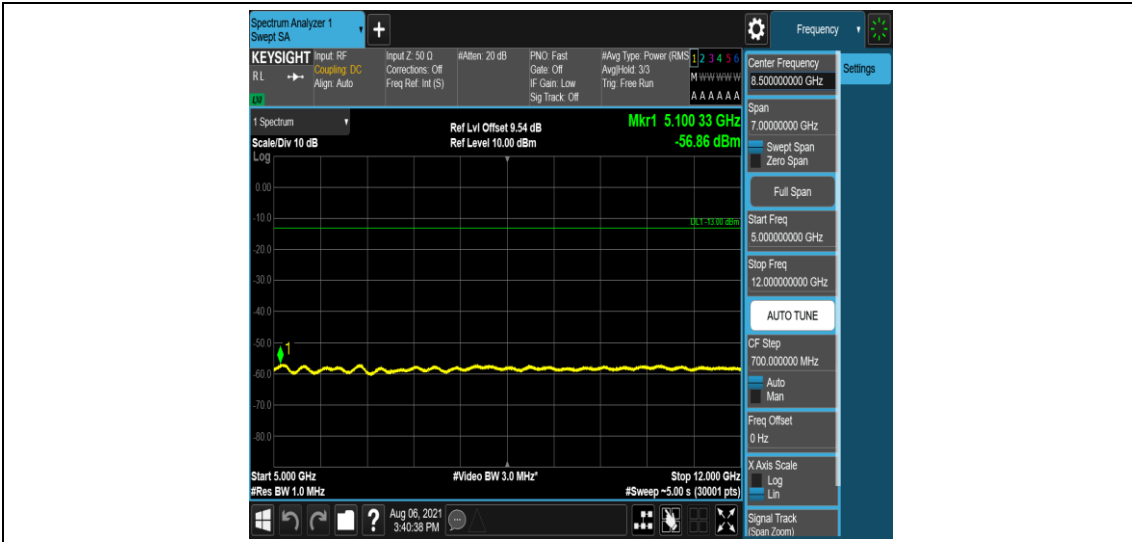 Spectrum Analyzer 1
Swept SA
+
Frequency
KEYSIGHT
RL
LXI
Input: RF
Coupling: DC
Align: Auto
Input Z: 50 Ω
Corrections: Off
Freq Ref: Int (S)
#Atten: 20 dB
PNO: Fast
Gate: Off
IF Gain: Low
Sig Track: Off
#Avg Type: Power (RMS
Avg|Hold: 3/3
Trig: Free Run
1 2 3 4 5 6
M W W W W W
A A A A A A
1 Spectrum
Scale/Div 10 dB
Log
Ref Lvl Offset 9.54 dB
Ref Level 10.00 dBm
Mkr1 5.100 33 GHz
-56.86 dBm
0.00
-10.0
DL1 -13.00 dBm
-20.0
-30.0
-40.0
-50.0
1
-60.0
-70.0
-80.0
Start 5.000 GHz
#Res BW 1.0 MHz
#Video BW 3.0 MHz*
Stop 12.000 GHz
#Sweep ~5.00 s (30001 pts)
?
Aug 06, 2021
3:40:38 PM
Center Frequency
8.500000000 GHz
Settings
Span
7.00000000 GHz
Swept Span
Zero Span
Full Span
Start Freq
5.000000000 GHz
Stop Freq
12.000000000 GHz
AUTO TUNE
CF Step
700.000000 MHz
Auto
Man
Freq Offset
0 Hz
X Axis Scale
Log
Lin
Signal Track
(Span Zoom)